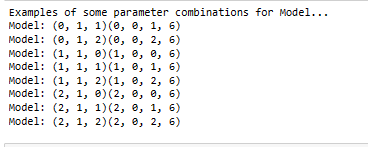 Examples of some parameter combinations for Model...
Model: (0, 1, 1)(0, 0, 1, 6)
Model: (0, 1, 2)(0, 0, 2, 6)
Model: (1, 1, 0)(1, 0, 0, 6)
Model: (1, 1, 1)(1, 0, 1, 6)
Model: (1, 1, 2)(1, 0, 2, 6)
Model: (2, 1, 0)(2, 0, 0, 6)
Model: (2, 1, 1)(2, 0, 1, 6)
Model: (2, 1, 2)(2, 0, 2, 6)